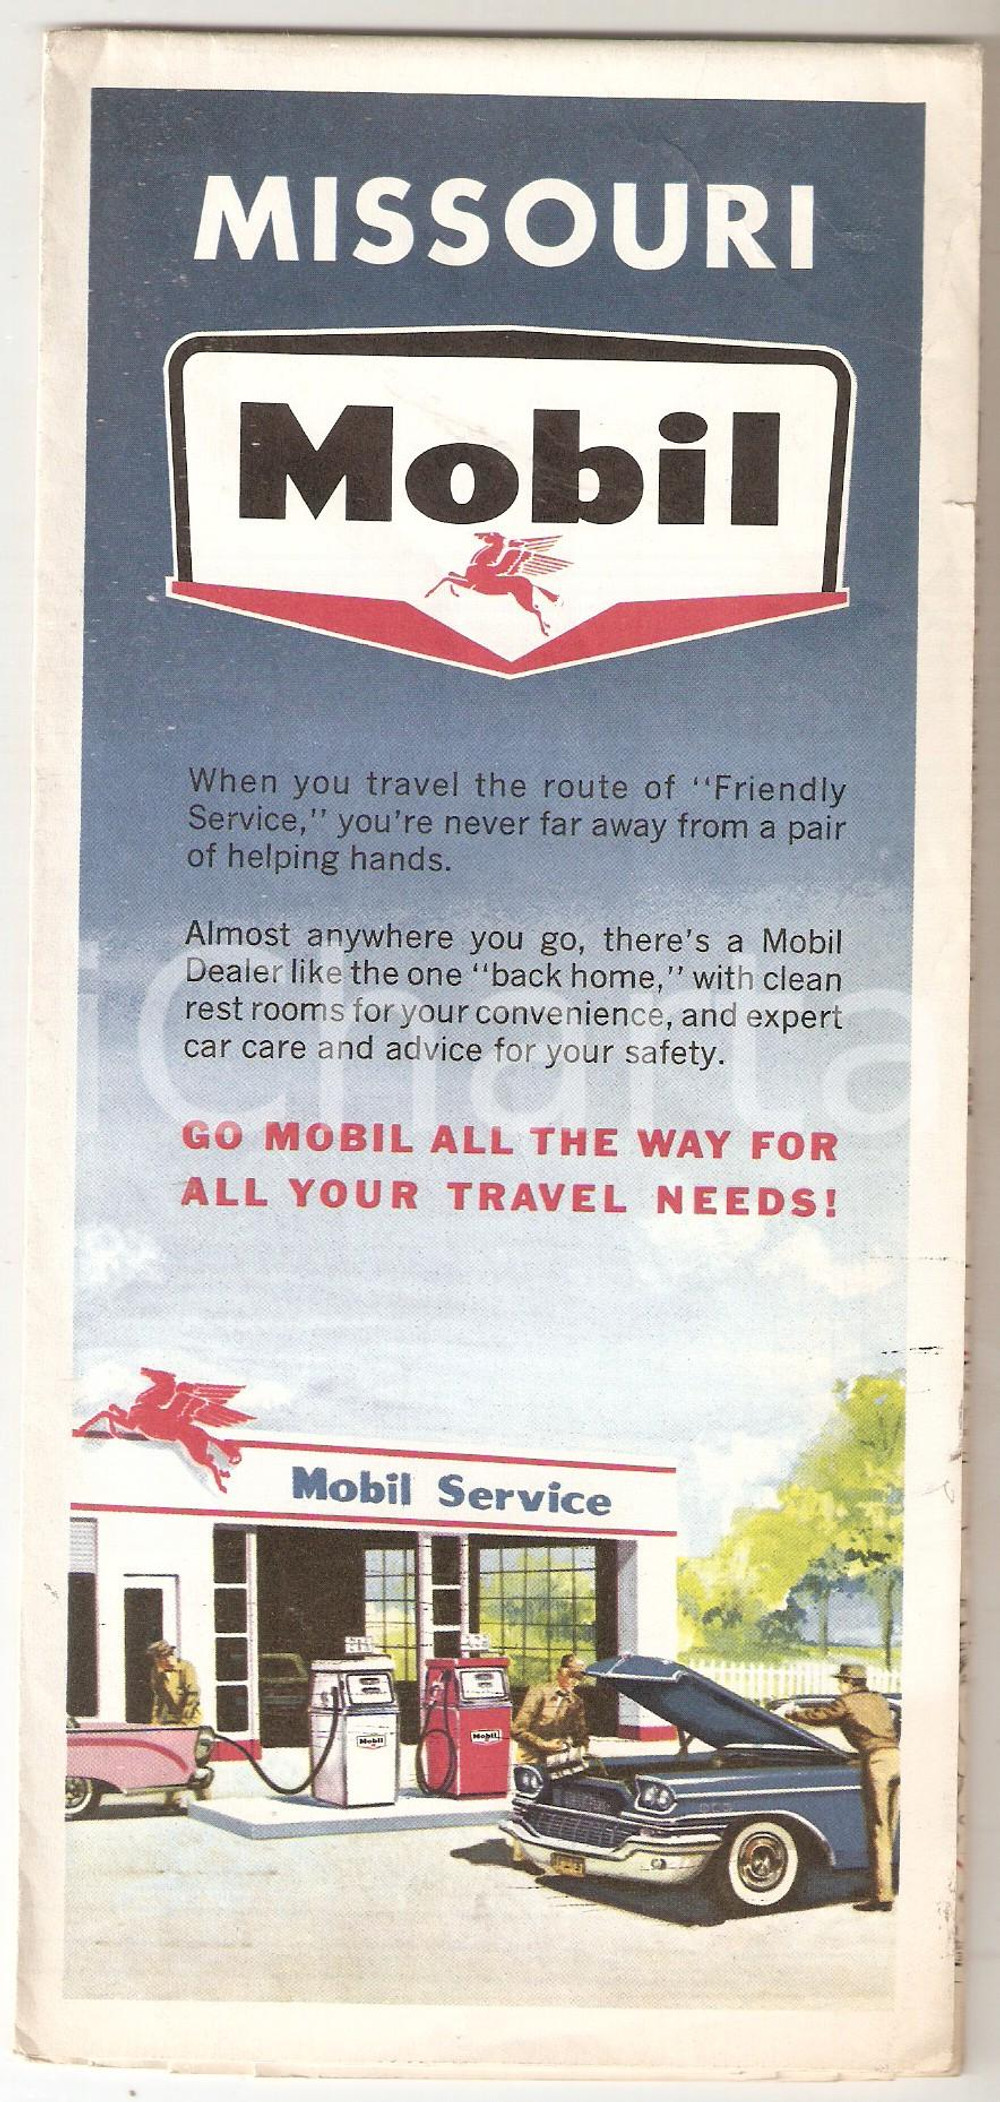 MISSOURI
Mobil
When you travel the route of "Friendly
Service," you're never far away from a pair
of helping hands.
Almost anywhere you go, there's a Mobil
Dealer like the one "back home," with clean
rest rooms for your convenience, and expert
car care and advice for your safety.
GO MOBIL ALL THE WAY FOR
ALL YOUR TRAVEL NEEDS!
iCharta
Mobil Service
Mobil
Mobil